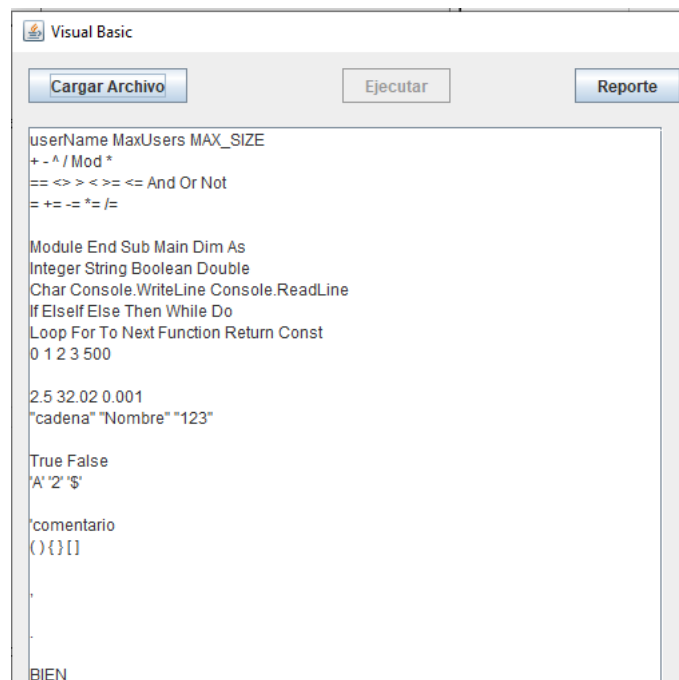 Visual Basic
Cargar Archivo Ejecutar Reporte
userName MaxUsers MAX_SIZE
+ - ^ / Mod *
== <> > < >= <= And Or Not
= += -= *= /=
Module End Sub Main Dim As
Integer String Boolean Double
Char Console.WriteLine Console.ReadLine
If ElseIf Else Then While Do
Loop For To Next Function Return Const
0 1 2 3 500
2.5 32.02 0.001
"cadena" "Nombre" "123"
True False
'A' '2' '$'
'comentario
( ) { } [ ]
,
.
BIEN